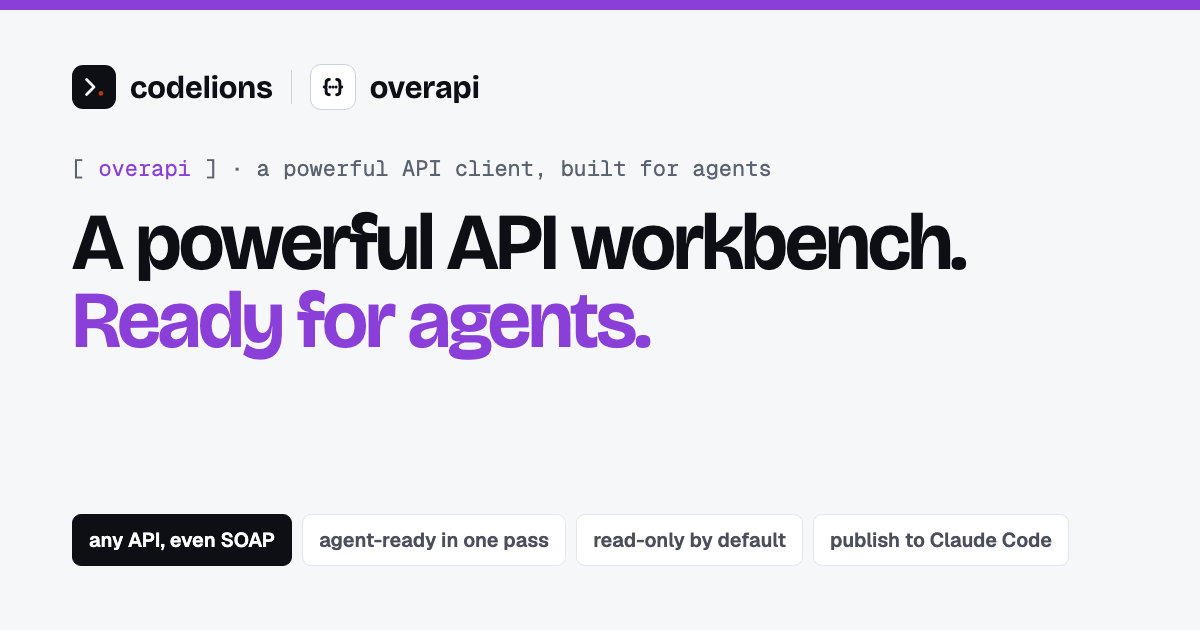 codelions
overapi
[ overapi ] · a powerful API client, built for agents
A powerful API workbench.
Ready for agents.
any API, even SOAP
agent-ready in one pass
read-only by default
publish to Claude Code